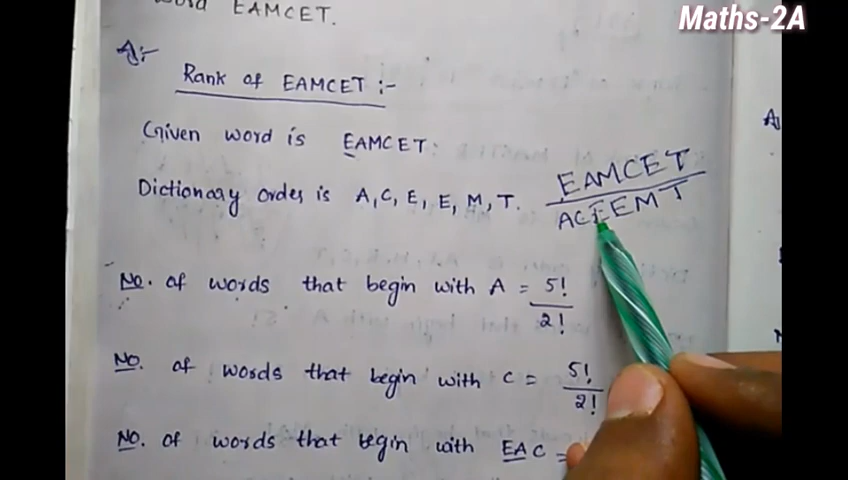 Maths-2A
word EAMCET.
A:-
Rank of EAMCET :-
Given word is EAMCET:
Dictionary order is A, C, E, E, M, T.
EAMCET
ACEEMT
No. of words that begin with A = 5!/2!
No. of words that begin with C = 5!/2!
No. of words that begin with EAC =